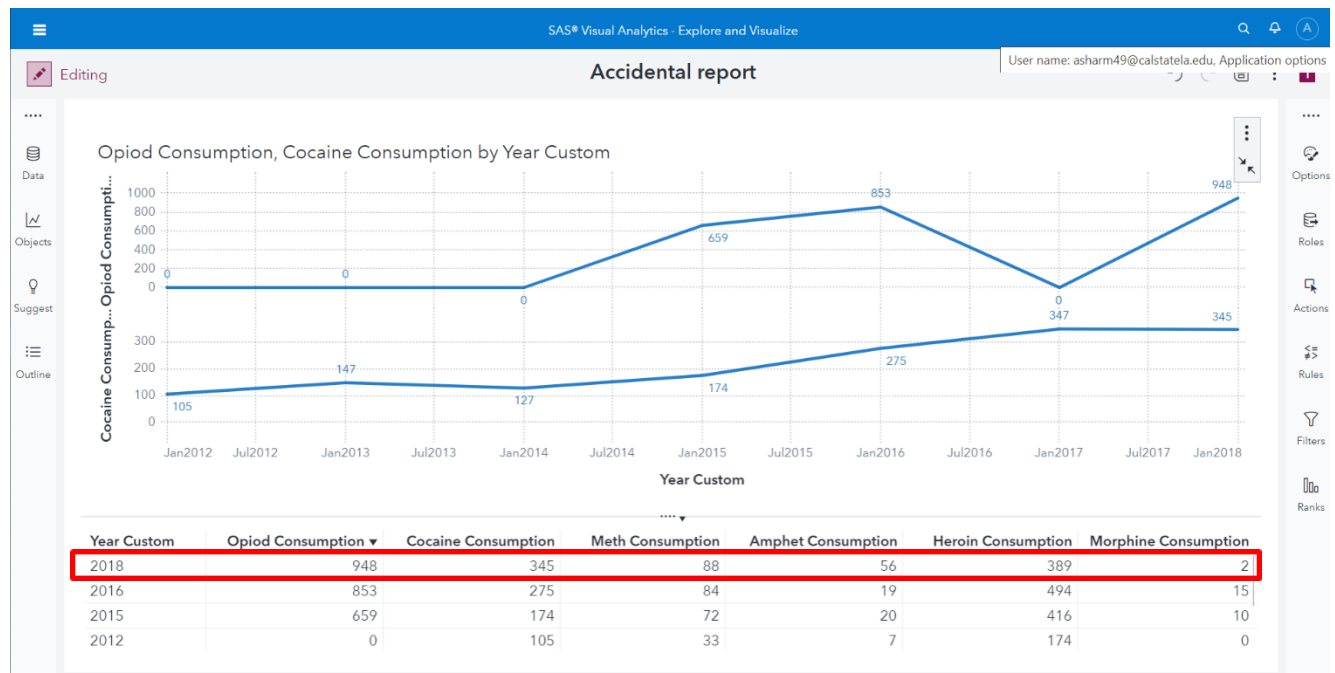 SAS® Visual Analytics - Explore and Visualize
A
Editing
Accidental report
User name: asharm49@calstatela.edu, Application options
Data
Objects
Suggest
Outline
Opiod Consumption, Cocaine Consumption by Year Custom
Opiod Consumpti...
1000
800
600
400
200
0
0 0 0 659 853 0 948
Cocaine Consump...
300
200
100
0
105 147 127 174 275 347 345
Jan2012 Jul2012 Jan2013 Jul2013 Jan2014 Jul2014 Jan2015 Jul2015 Jan2016 Jul2016 Jan2017 Jul2017 Jan2018
Year Custom
Year Custom Opiod Consumption ▼ Cocaine Consumption Meth Consumption Amphet Consumption Heroin Consumption Morphine Consumption
2018 948 345 88 56 389 2
2016 853 275 84 19 494 15
2015 659 174 72 20 416 10
2012 0 105 33 7 174 0
Options
Roles
Actions
Rules
Filters
Ranks